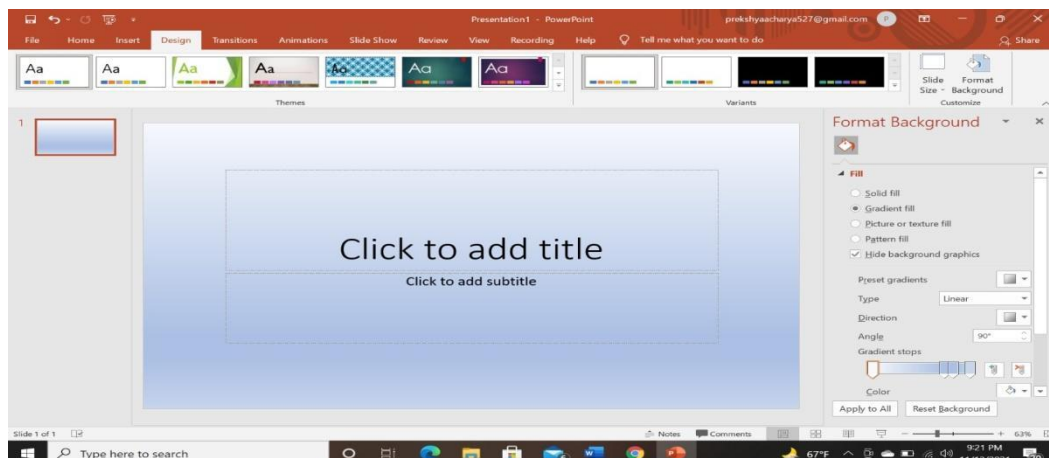 Presentation1 - PowerPoint
prekshyaacharya527@gmail.com
P
File Home Insert Design Transitions Animations Slide Show Review View Recording Help Tell me what you want to do Share
Aa Aa Aa Aa Aa Aa Aa
Slide Size
Format Background
Themes Variants Customize
1
Format Background
Fill
Solid fill
Gradient fill
Picture or texture fill
Pattern fill
Hide background graphics
Preset gradients
Type Linear
Direction
Angle 90°
Gradient stops
Color
Apply to All Reset Background
Click to add title
Click to add subtitle
Slide 1 of 1 Notes Comments 63%
Type here to search
67°F
9:21 PM